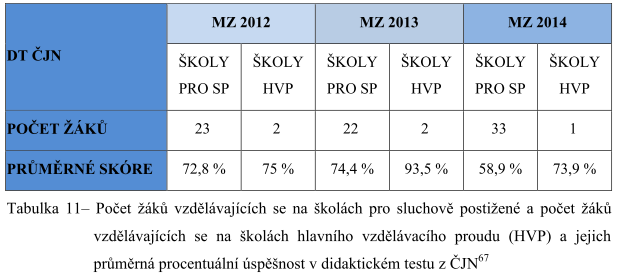 DT ČJN MZ 2012 MZ 2013 MZ 2014
ŠKOLY ŠKOLY ŠKOLY ŠKOLY ŠKOLY ŠKOLY
PRO SP HVP PRO SP HVP PRO SP HVP
POČET ŽÁKŮ 23 2 22 2 33 1
PRŮMĚRNÉ SKÓRE 72,8 % 75 % 74,4 % 93,5 % 58,9 % 73,9 %
Tabulka 11– Počet žáků vzdělávajících se na školách pro sluchově postižené a počet žáků
vzdělávajících se na školách hlavního vzdělávacího proudu (HVP) a jejich
průměrná procentuální úspěšnost v didaktickém testu z ČJN67